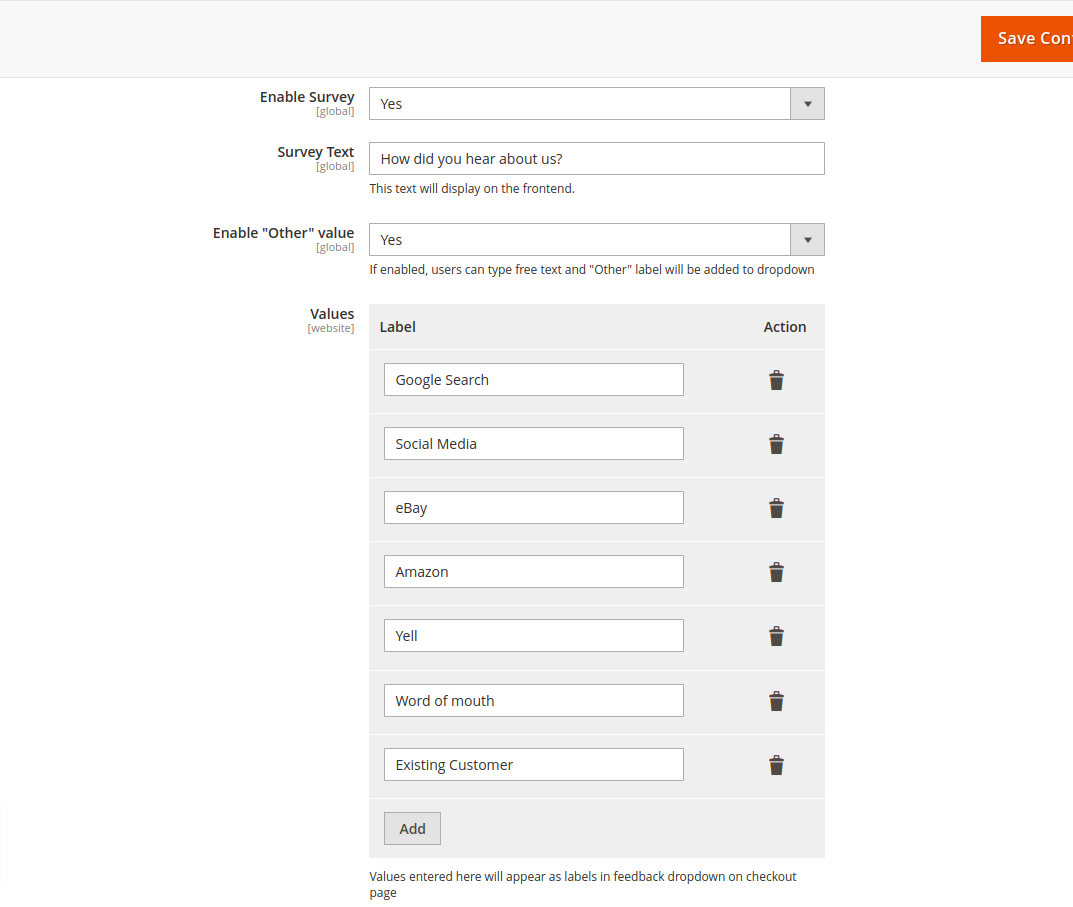 Save Con
Enable Survey
[global]
Yes
Survey Text
[global]
How did you hear about us?
This text will display on the frontend.
Enable "Other" value
[global]
Yes
If enabled, users can type free text and "Other" label will be added to dropdown
Values
[website]
Label Action
Google Search
Social Media
eBay
Amazon
Yell
Word of mouth
Existing Customer
Add
Values entered here will appear as labels in feedback dropdown on checkout
page